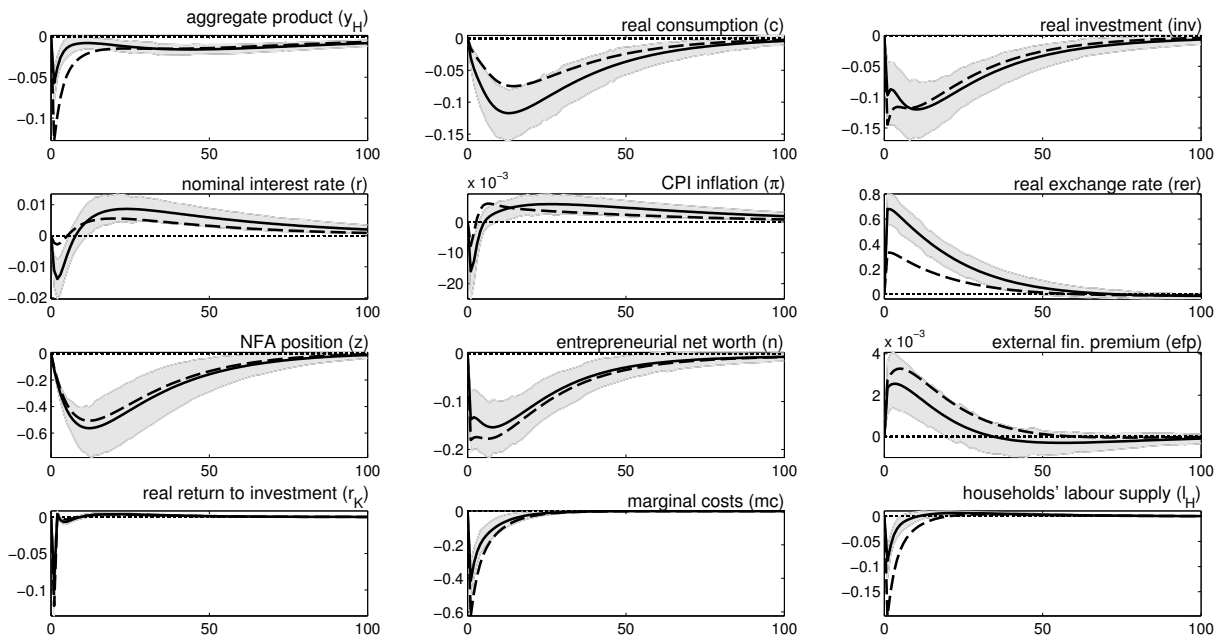 aggregate product (y_H)
0
−0.05
−0.1
0 50 100
real consumption (c)
0
−0.05
−0.1
−0.15
0 50 100
real investment (inv)
0
−0.05
−0.1
−0.15
0 50 100
nominal interest rate (r)
0.01
0
−0.01
−0.02
0 50 100
x 10⁻³ CPI inflation (π)
0
−10
−20
0 50 100
real exchange rate (rer)
0.8
0.6
0.4
0.2
0
0 50 100
NFA position (z)
0
−0.2
−0.4
−0.6
0 50 100
entrepreneurial net worth (n)
0
−0.1
−0.2
0 50 100
x 10⁻³ external fin. premium (efp)
4
2
0
0 50 100
real return to investment (r_K)
0
−0.05
−0.1
0 50 100
marginal costs (mc)
0
−0.2
−0.4
−0.6
0 50 100
households' labour supply (l_H)
0
−0.05
−0.1
−0.15
0 50 100